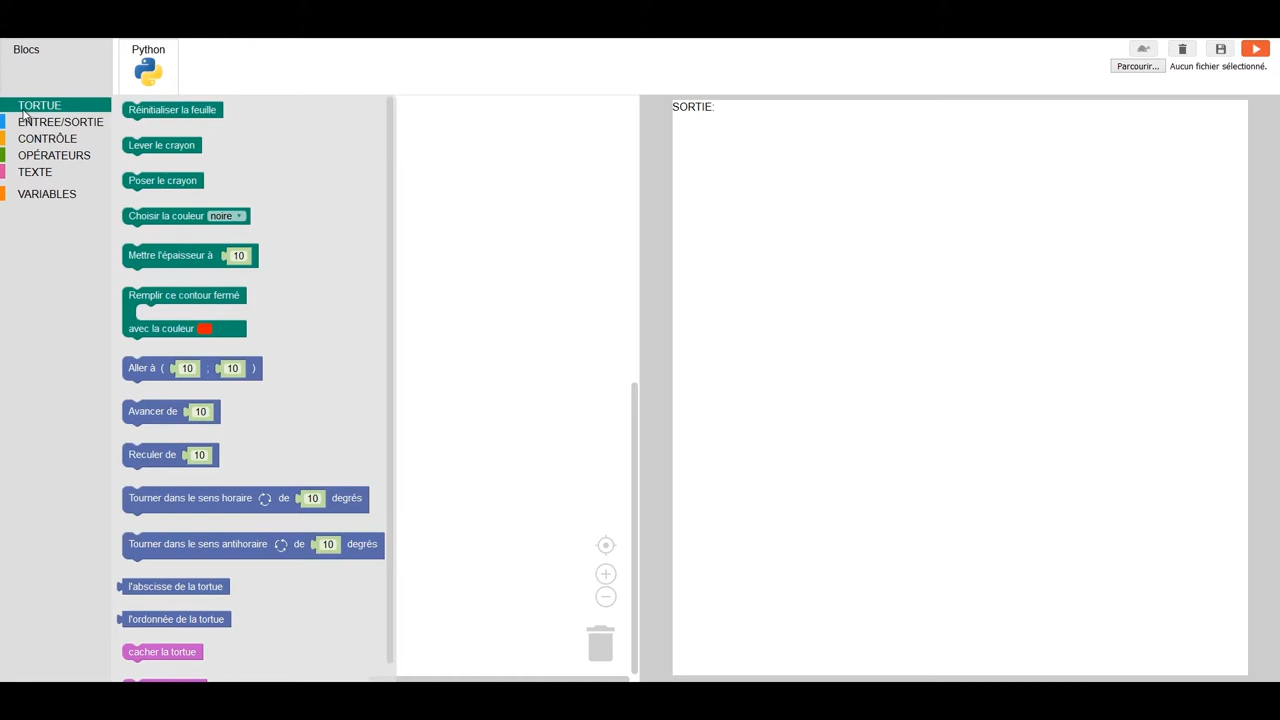 Blocs
Python
Parcourir... Aucun fichier sélectionné.
TORTUE
ENTREE/SORTIE
CONTRÔLE
OPÉRATEURS
TEXTE
VARIABLES
Réinitialiser la feuille
Lever le crayon
Poser le crayon
Choisir la couleur noire
Mettre l'épaisseur à 10
Remplir ce contour fermé
avec la couleur
Aller à ( 10 ; 10 )
Avancer de 10
Reculer de 10
Tourner dans le sens horaire de 10 degrés
Tourner dans le sens antihoraire de 10 degrés
l'abscisse de la tortue
l'ordonnée de la tortue
cacher la tortue
SORTIE: